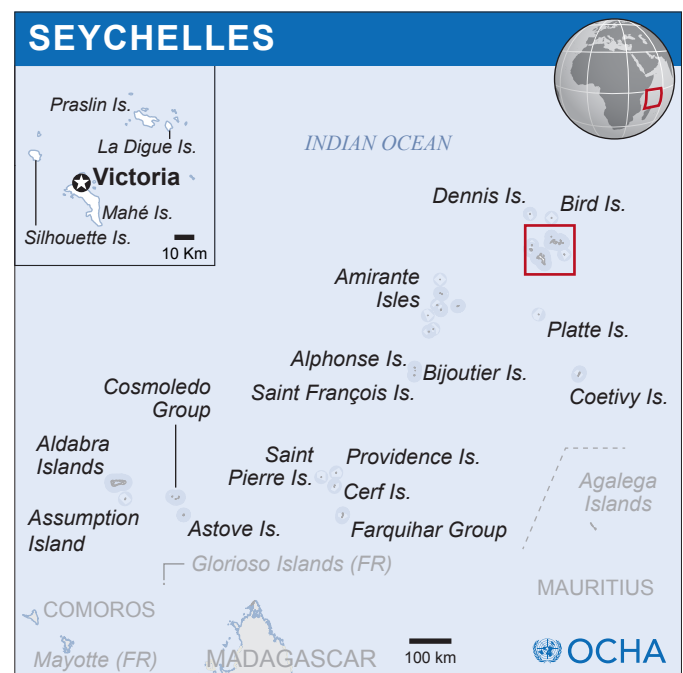 SEYCHELLES
Praslin Is.
La Digue Is.
Victoria
Mahé Is.
Silhouette Is.
10 Km
INDIAN OCEAN
Dennis Is.
Bird Is.
Amirante
Isles
Platte Is.
Alphonse Is.
Bijoutier Is.
Saint François Is.
Coetivy Is.
Cosmoledo
Group
Aldabra
Islands
Saint
Pierre Is.
Providence Is.
Cerf Is.
Assumption
Island
Astove Is.
Farquihar Group
Agalega
Islands
Glorioso Islands (FR)
MAURITIUS
COMOROS
Mayotte (FR)
MADAGASCAR
100 km
OCHA